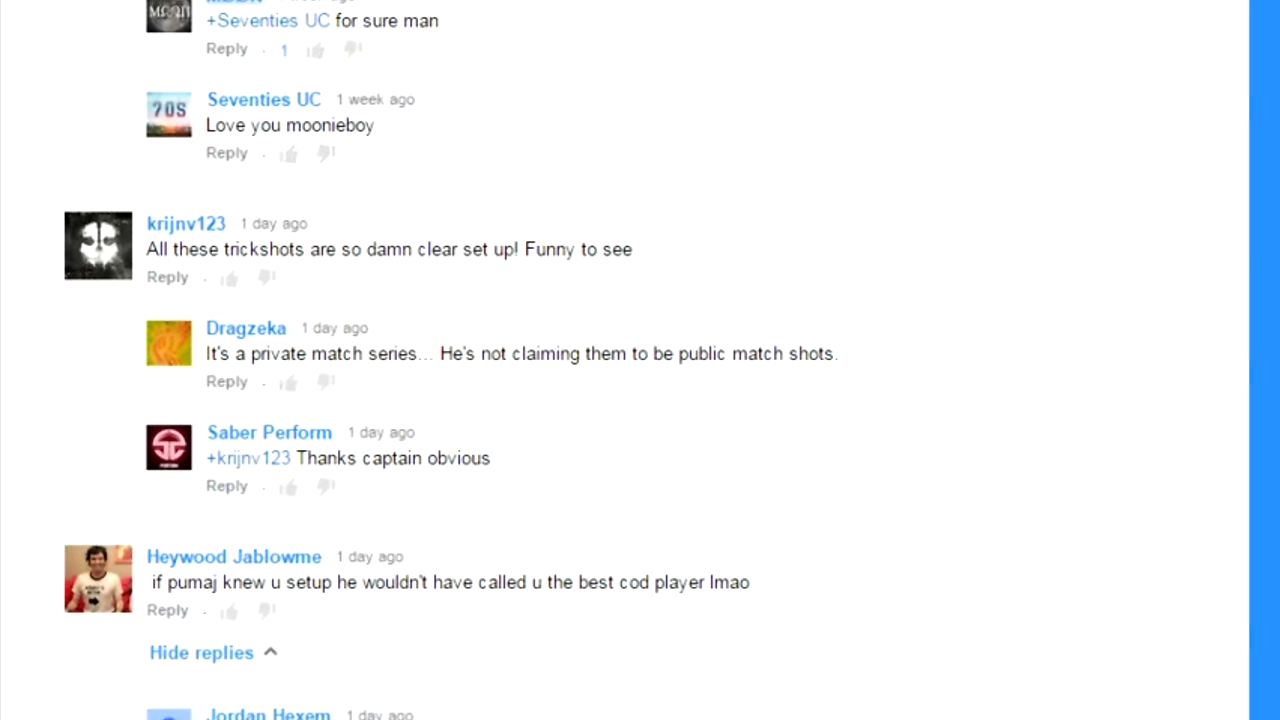 +Seventies UC for sure man
Reply . 1
70S
Seventies UC 1 week ago
Love you moonieboy
Reply .
krijnv123 1 day ago
All these trickshots are so damn clear set up! Funny to see
Reply .
Dragzeka 1 day ago
It's a private match series... He's not claiming them to be public match shots.
Reply .
Saber Perform 1 day ago
+krijnv123 Thanks captain obvious
Reply .
Heywood Jablowme 1 day ago
if pumaj knew u setup he wouldn't have called u the best cod player lmao
Reply .
Hide replies
Jordan Hexem 1 day ago